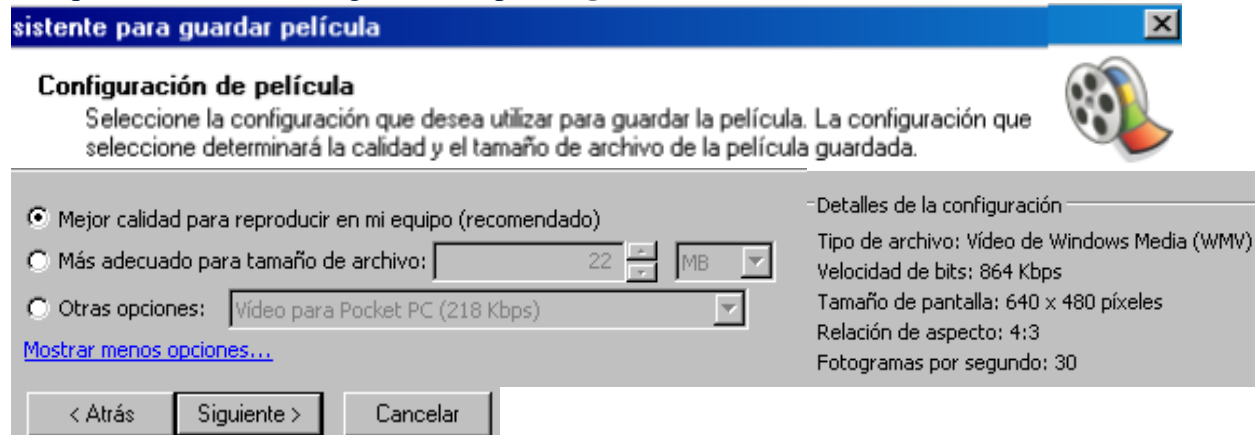 sistente para guardar película
Configuración de película
Seleccione la configuración que desea utilizar para guardar la película. La configuración que
seleccione determinará la calidad y el tamaño de archivo de la película guardada.
Mejor calidad para reproducir en mi equipo (recomendado)
Más adecuado para tamaño de archivo: 22 MB
Otras opciones: Vídeo para Pocket PC (218 Kbps)
Mostrar menos opciones...
Detalles de la configuración
Tipo de archivo: Vídeo de Windows Media (WMV)
Velocidad de bits: 864 Kbps
Tamaño de pantalla: 640 x 480 píxeles
Relación de aspecto: 4:3
Fotogramas por segundo: 30
< Atrás Siguiente > Cancelar